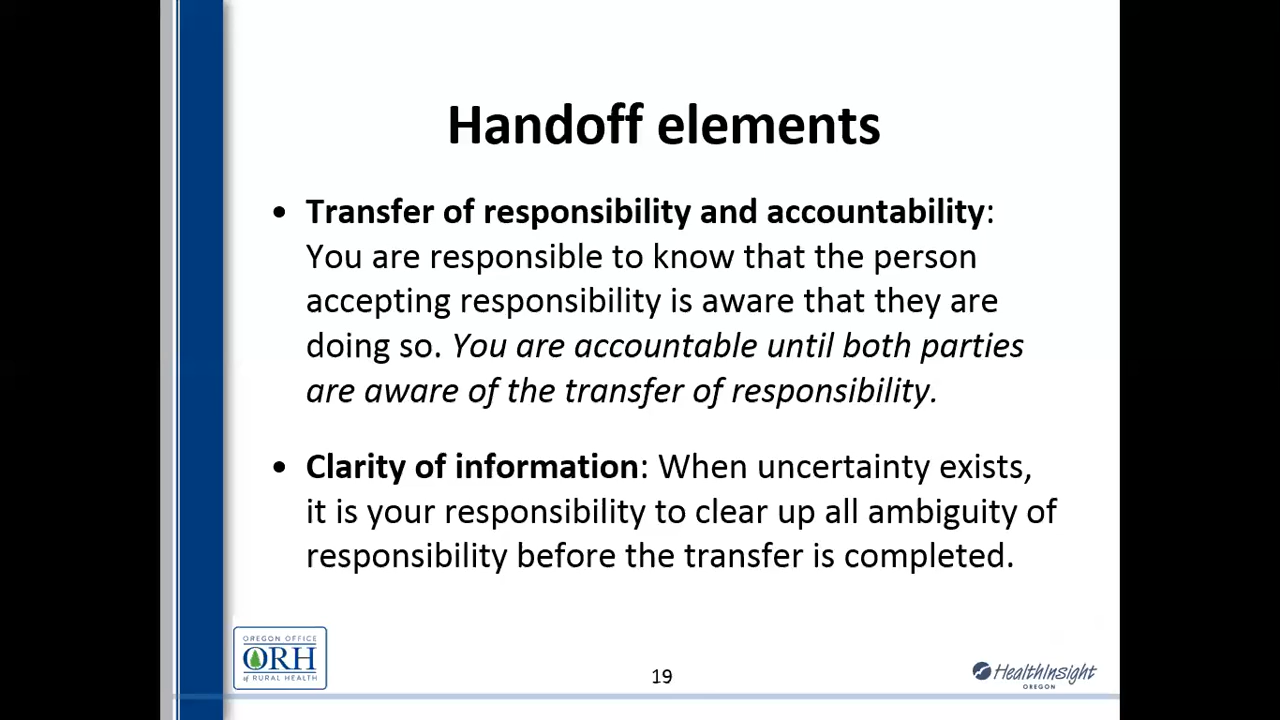 Handoff elements
• Transfer of responsibility and accountability:
You are responsible to know that the person
accepting responsibility is aware that they are
doing so. You are accountable until both parties
are aware of the transfer of responsibility.
• Clarity of information: When uncertainty exists,
it is your responsibility to clear up all ambiguity of
responsibility before the transfer is completed.
OREGON OFFICE
ORH
of RURAL HEALTH
19
HealthInsight
OREGON